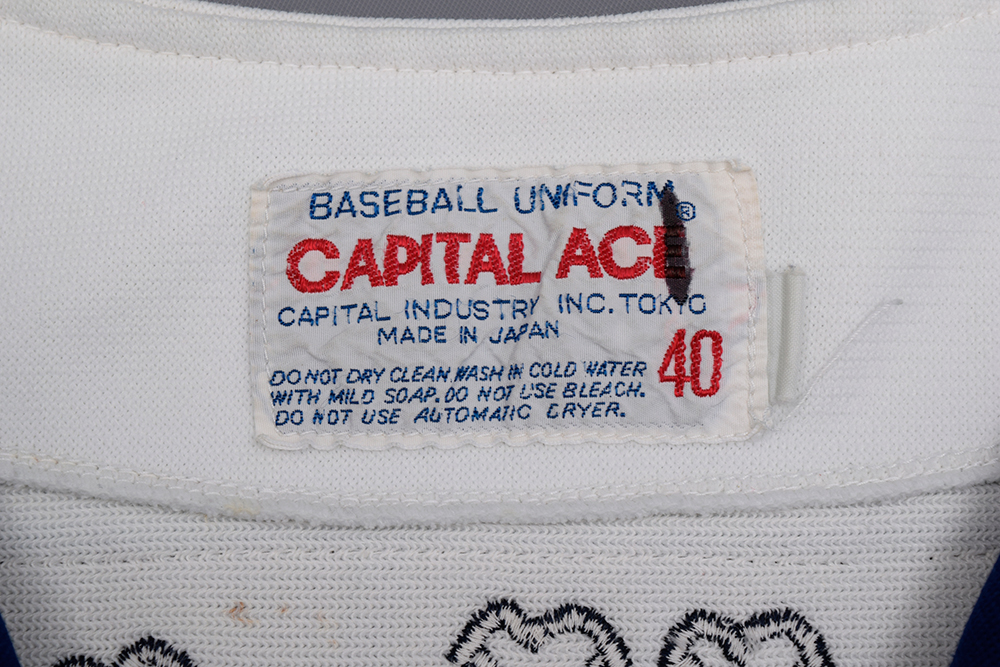 BASEBALL UNIFORM ®
CAPITAL ACE
CAPITAL INDUSTRY INC. TOKYO
MADE IN JAPAN
40
DO NOT DRY CLEAN, WASH IN COLD WATER
WITH MILD SOAP. DO NOT USE BLEACH.
DO NOT USE AUTOMATIC DRYER.